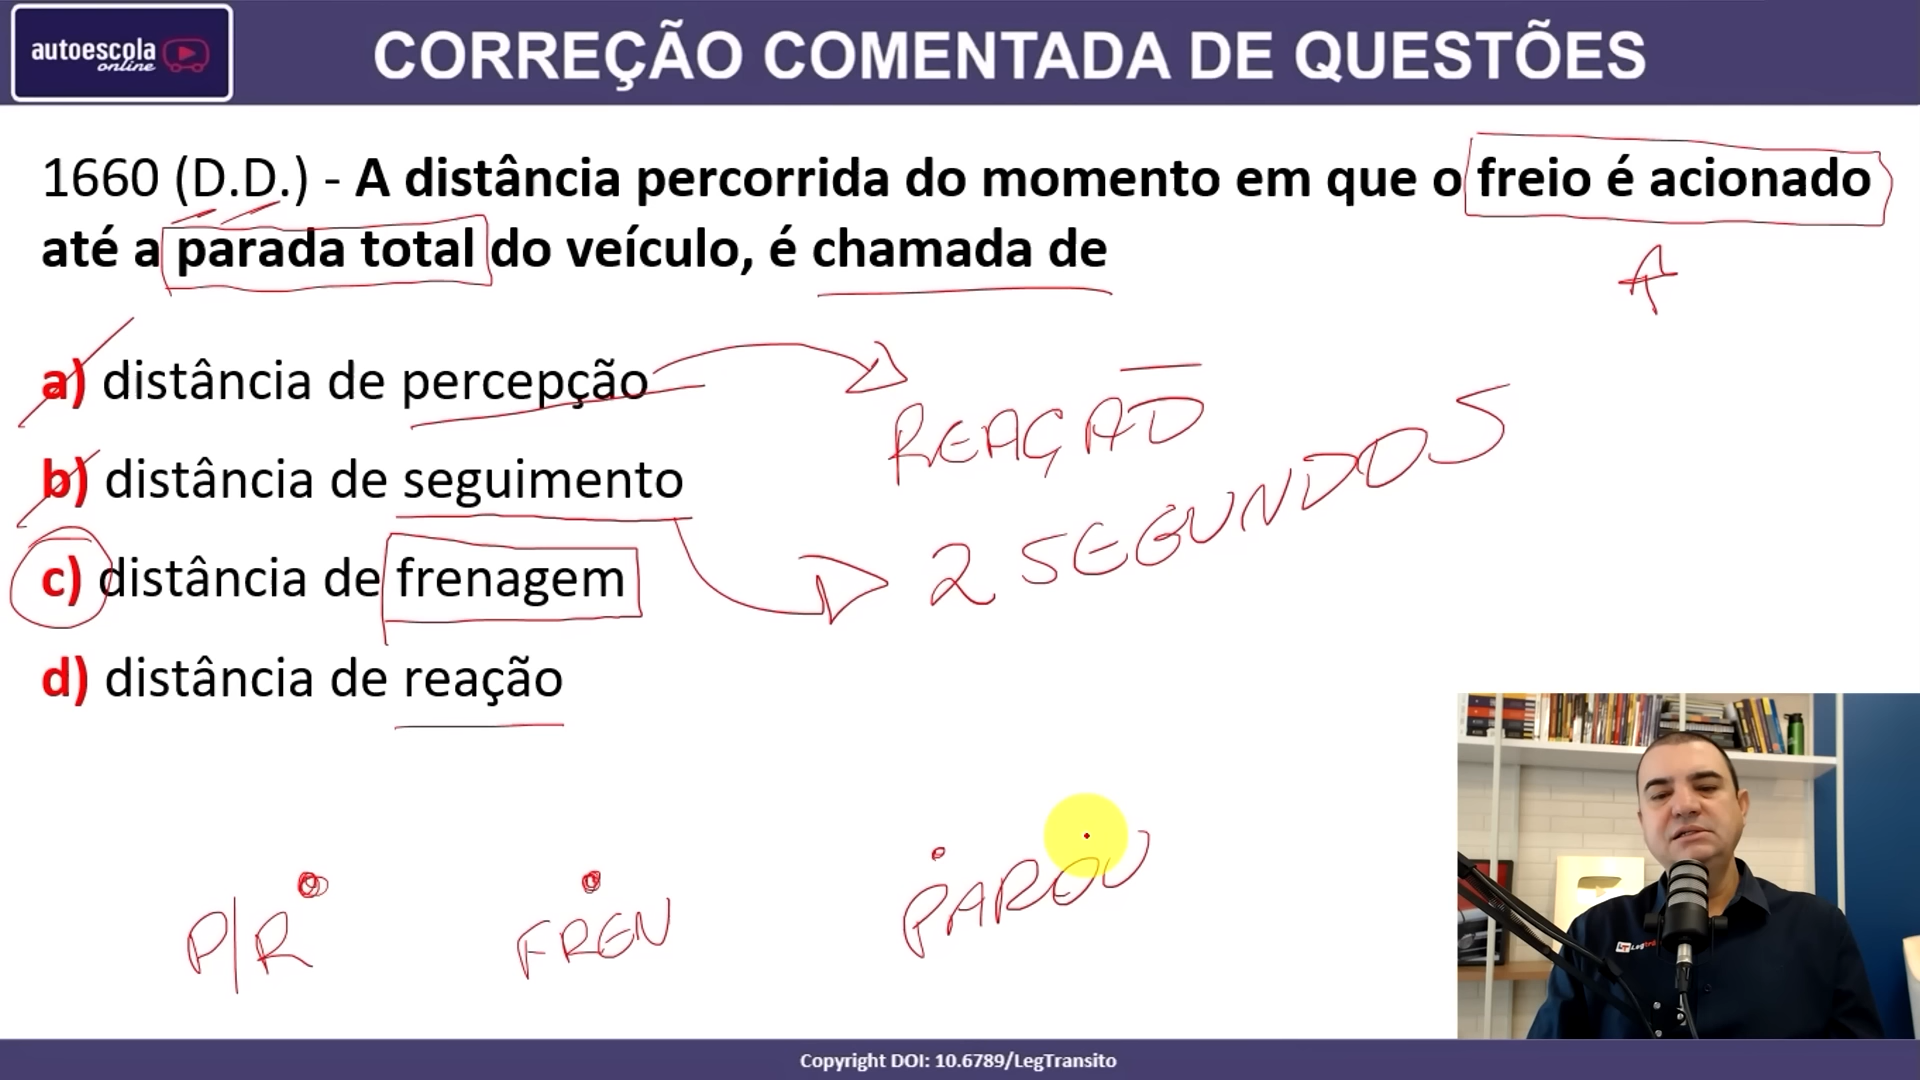 autoescola
online
CORREÇÃO COMENTADA DE QUESTÕES
1660 (D.D.) - A distância percorrida do momento em que o freio é acionado
até a parada total do veículo, é chamada de
A
a) distância de percepção
REAÇÃO
b) distância de seguimento
2 SEGUNDOS
c) distância de frenagem
d) distância de reação
P/R
FREN
PAROU
Copyright DOI: 10.6789/LegTransito